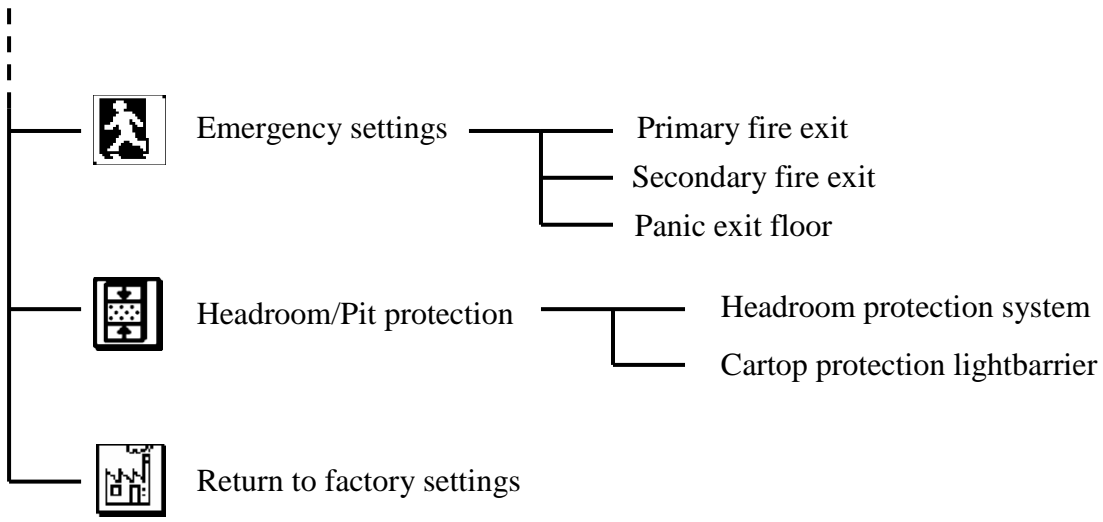 Emergency settings
Primary fire exit
Secondary fire exit
Panic exit floor
Headroom/Pit protection
Headroom protection system
Cartop protection lightbarrier
Return to factory settings